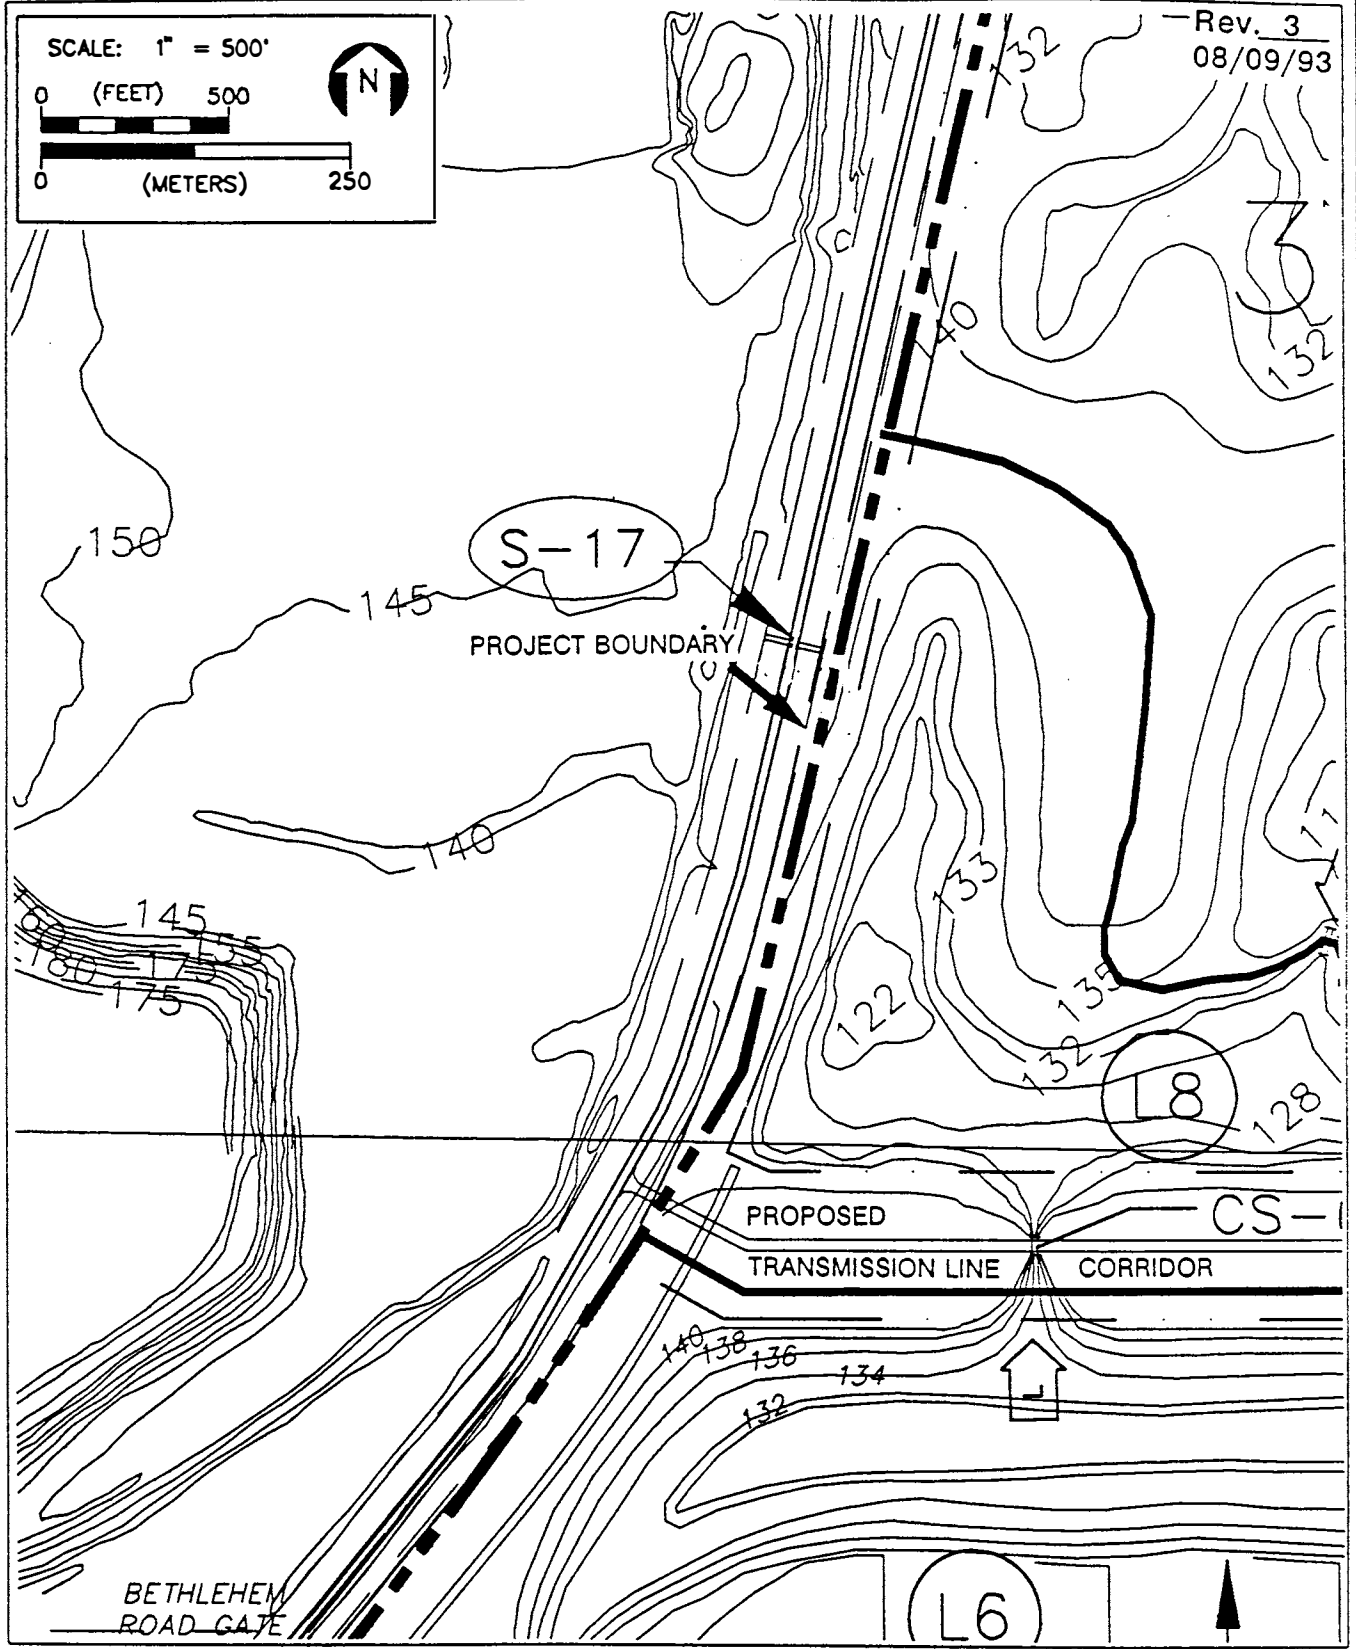 SCALE: 1" = 500'
0 (FEET) 500
0 (METERS) 250
N
Rev. 3
08/09/93
132
3
140
132
150
S-17
145
PROJECT BOUNDARY
140
133
145
155
180
175
175
122
135
132
L8
128
PROPOSED
CS-
TRANSMISSION LINE CORRIDOR
140
138
136
134
132
L
BETHLEHEM
ROAD GATE
L6